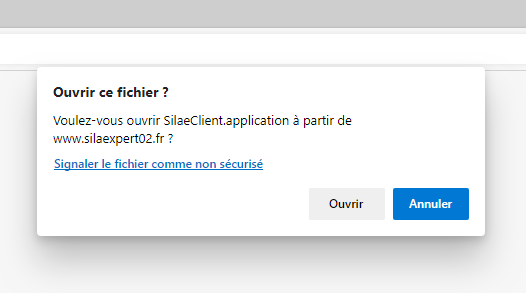 Ouvrir ce fichier ?
Voulez-vous ouvrir SilaeClient.application à partir de
www.silaexpert02.fr ?
Signaler le fichier comme non sécurisé
Ouvrir
Annuler